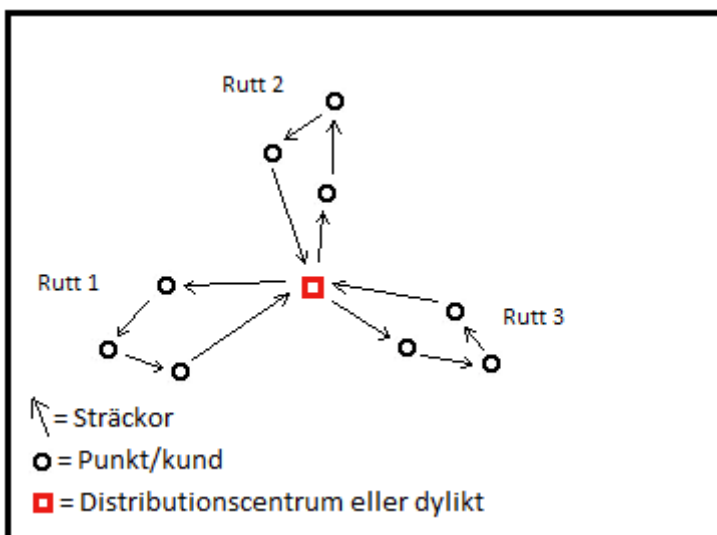 Rutt 2
Rutt 1
Rutt 3
= Sträckor
= Punkt/kund
= Distributionscentrum eller dylikt